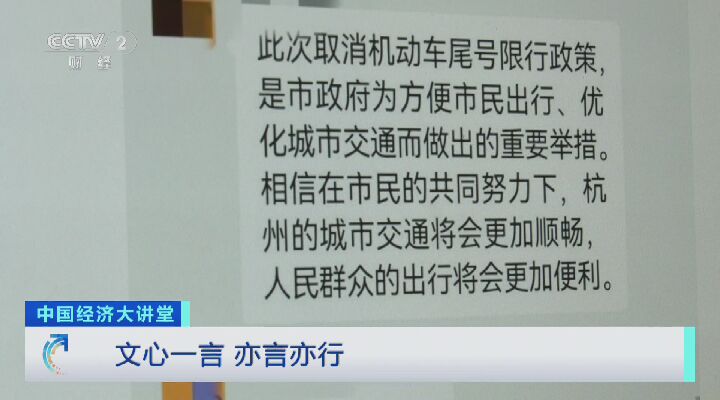 CCTV 2
财经
此次取消机动车尾号限行政策，
是市政府为方便市民出行、优
化城市交通而做出的重要举措。
相信在市民的共同努力下，杭
州的城市交通将会更加顺畅，
人民群众的出行将会更加便利。
中国经济大讲堂
文心一言 亦言亦行